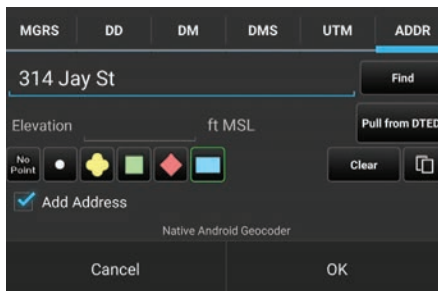 MGRS DD DM DMS UTM ADDR
314 Jay St Find
Elevation ft MSL Pull from DTED
No
Point Clear
Add Address
Native Android Geocoder
Cancel OK